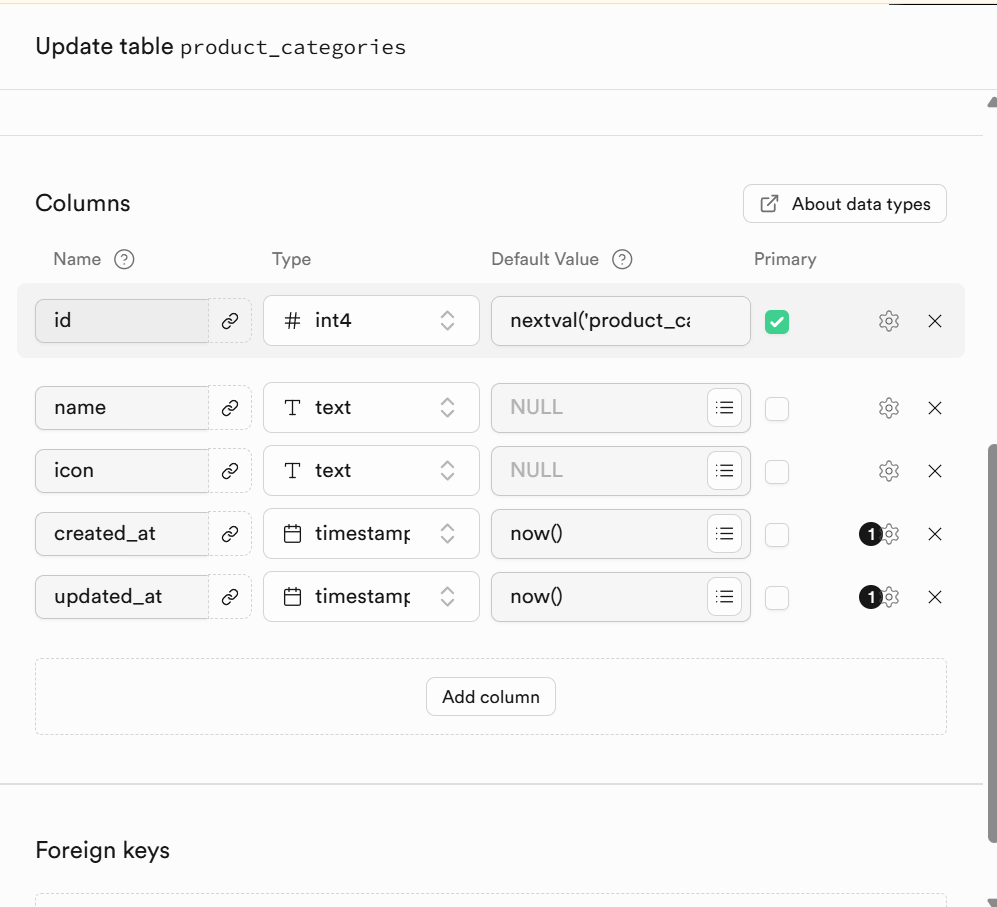 Update table product_categories
Columns
About data types
Name ? Type Default Value ? Primary
id # int4 nextval('product_ca
name T text NULL
icon T text NULL
created_at timestamp now() 1
updated_at timestamp now() 1
Add column
Foreign keys